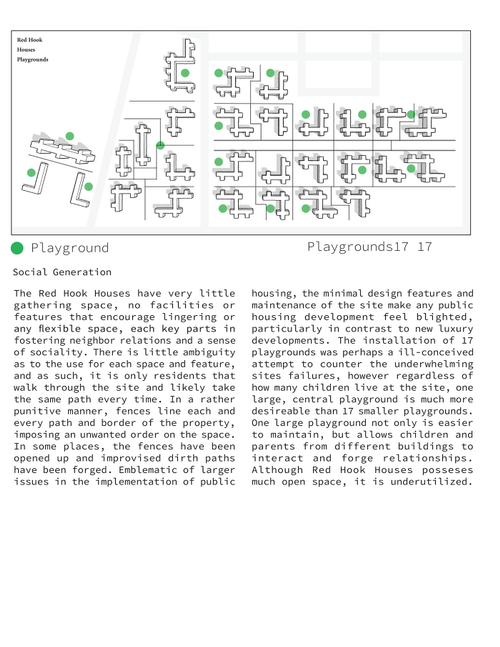 Red Hook
Houses
Playgrounds
Playground
Playgrounds17 17
Social Generation
The Red Hook Houses have very little
gathering space, no facilities or
features that encourage lingering or
any flexible space, each key parts in
fostering neighbor relations and a sense
of sociality. There is little ambiguity
as to the use for each space and feature,
and as such, it is only residents that
walk through the site and likely take
the same path every time. In a rather
punitive manner, fences line each and
every path and border of the property,
imposing an unwanted order on the space.
In some places, the fences have been
opened up and improvised dirth paths
have been forged. Emblematic of larger
issues in the implementation of public
housing, the minimal design features and
maintenance of the site make any public
housing development feel blighted,
particularly in contrast to new luxury
developments. The installation of 17
playgrounds was perhaps a ill-conceived
attempt to counter the underwhelming
sites failures, however regardless of
how many children live at the site, one
large, central playground is much more
desireable than 17 smaller playgrounds.
One large playground not only is easier
to maintain, but allows children and
parents from different buildings to
interact and forge relationships.
Although Red Hook Houses posseses
much open space, it is underutilized.